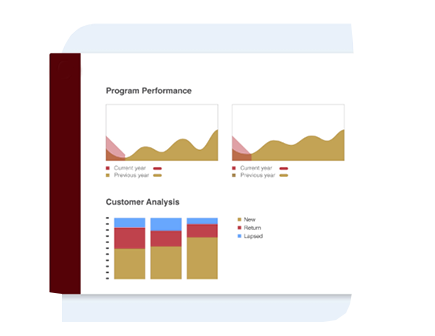 Program Performance
Current year
Previous year
Current year
Previous year
Customer Analysis
New
Return
Lapsed